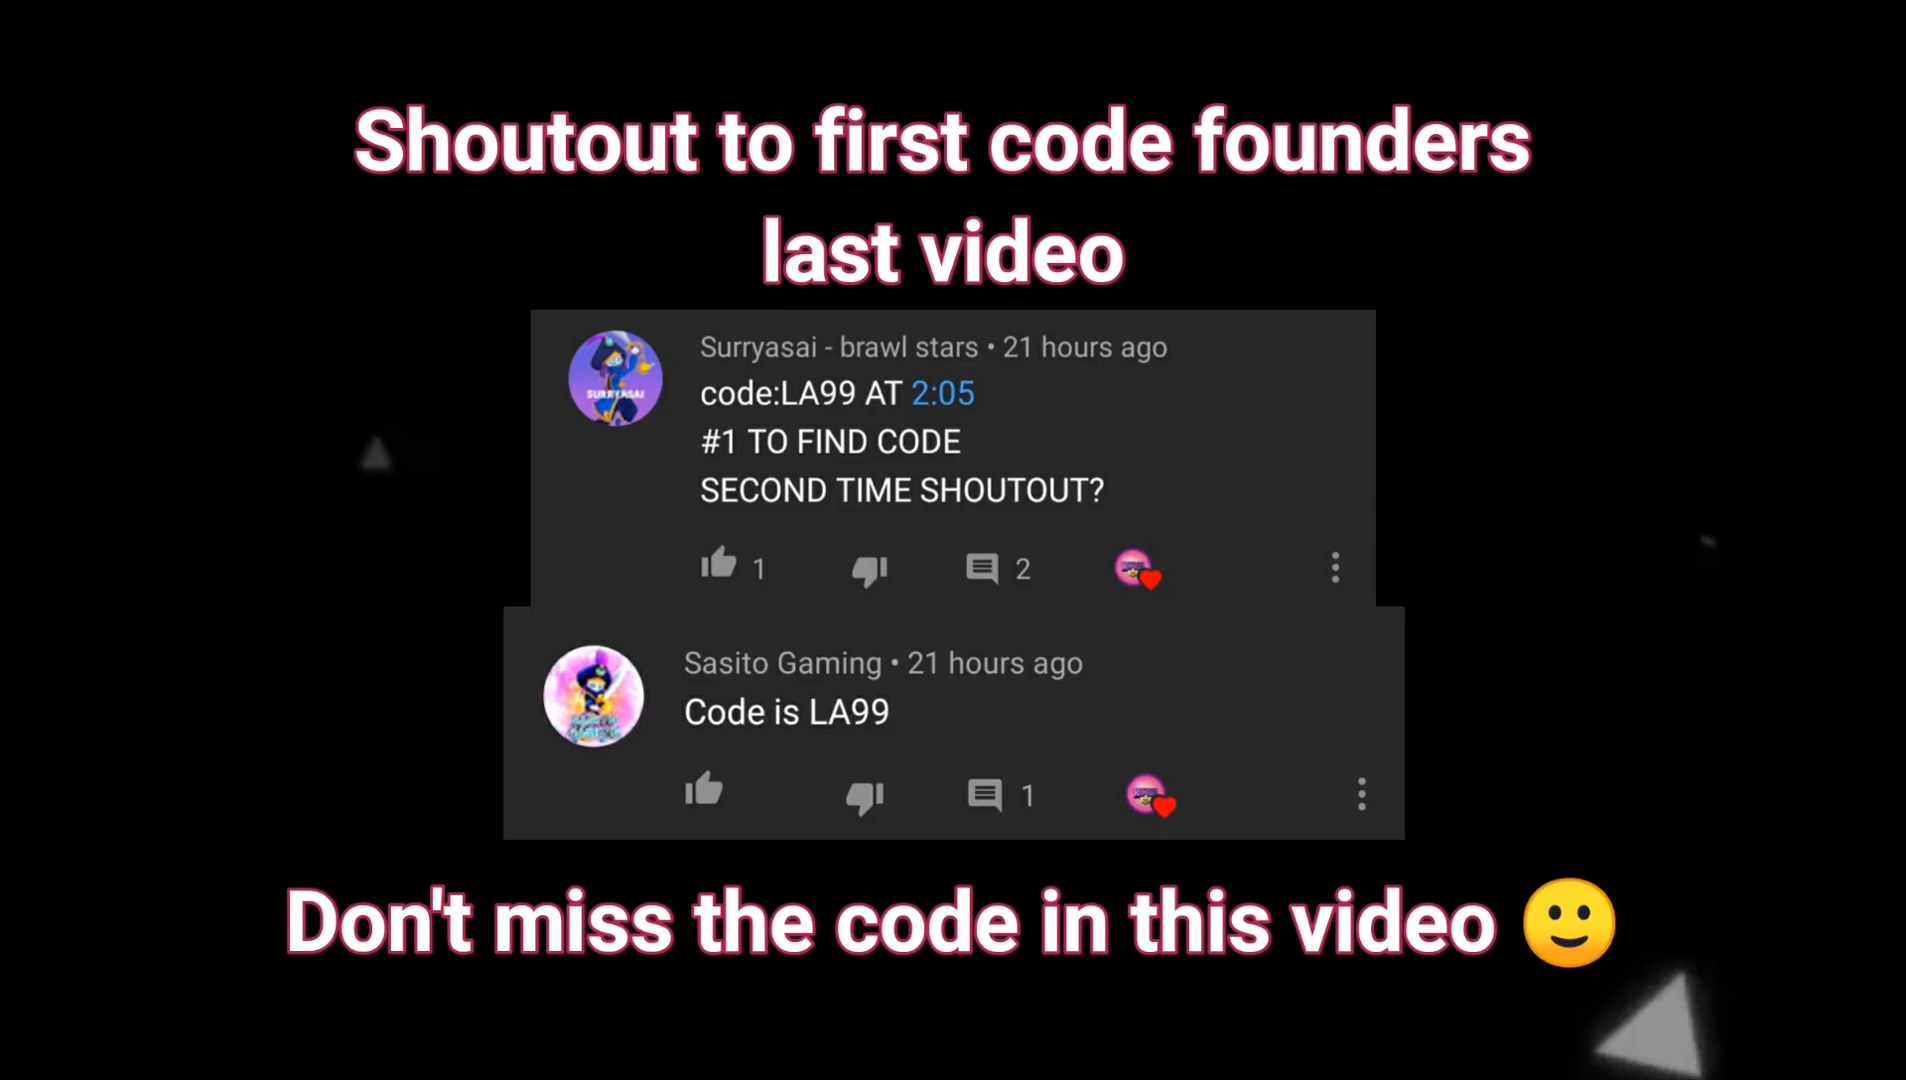 Shoutout to first code founders
last video
SURRYASAI
Surryasai - brawl stars • 21 hours ago
code:LA99 AT 2:05
#1 TO FIND CODE
SECOND TIME SHOUTOUT?
1 2
Sasito Gaming • 21 hours ago
Code is LA99
1
Don't miss the code in this video 🙂